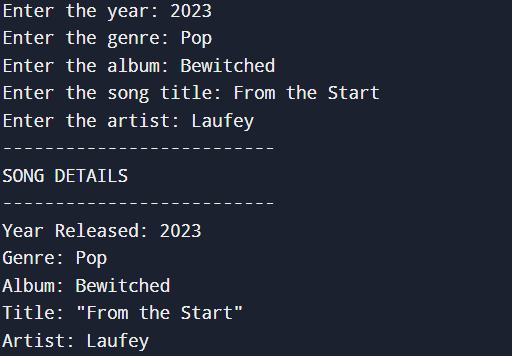 Enter the year: 2023
Enter the genre: Pop
Enter the album: Bewitched
Enter the song title: From the Start
Enter the artist: Laufey
--------------------------
SONG DETAILS
--------------------------
Year Released: 2023
Genre: Pop
Album: Bewitched
Title: "From the Start"
Artist: Laufey